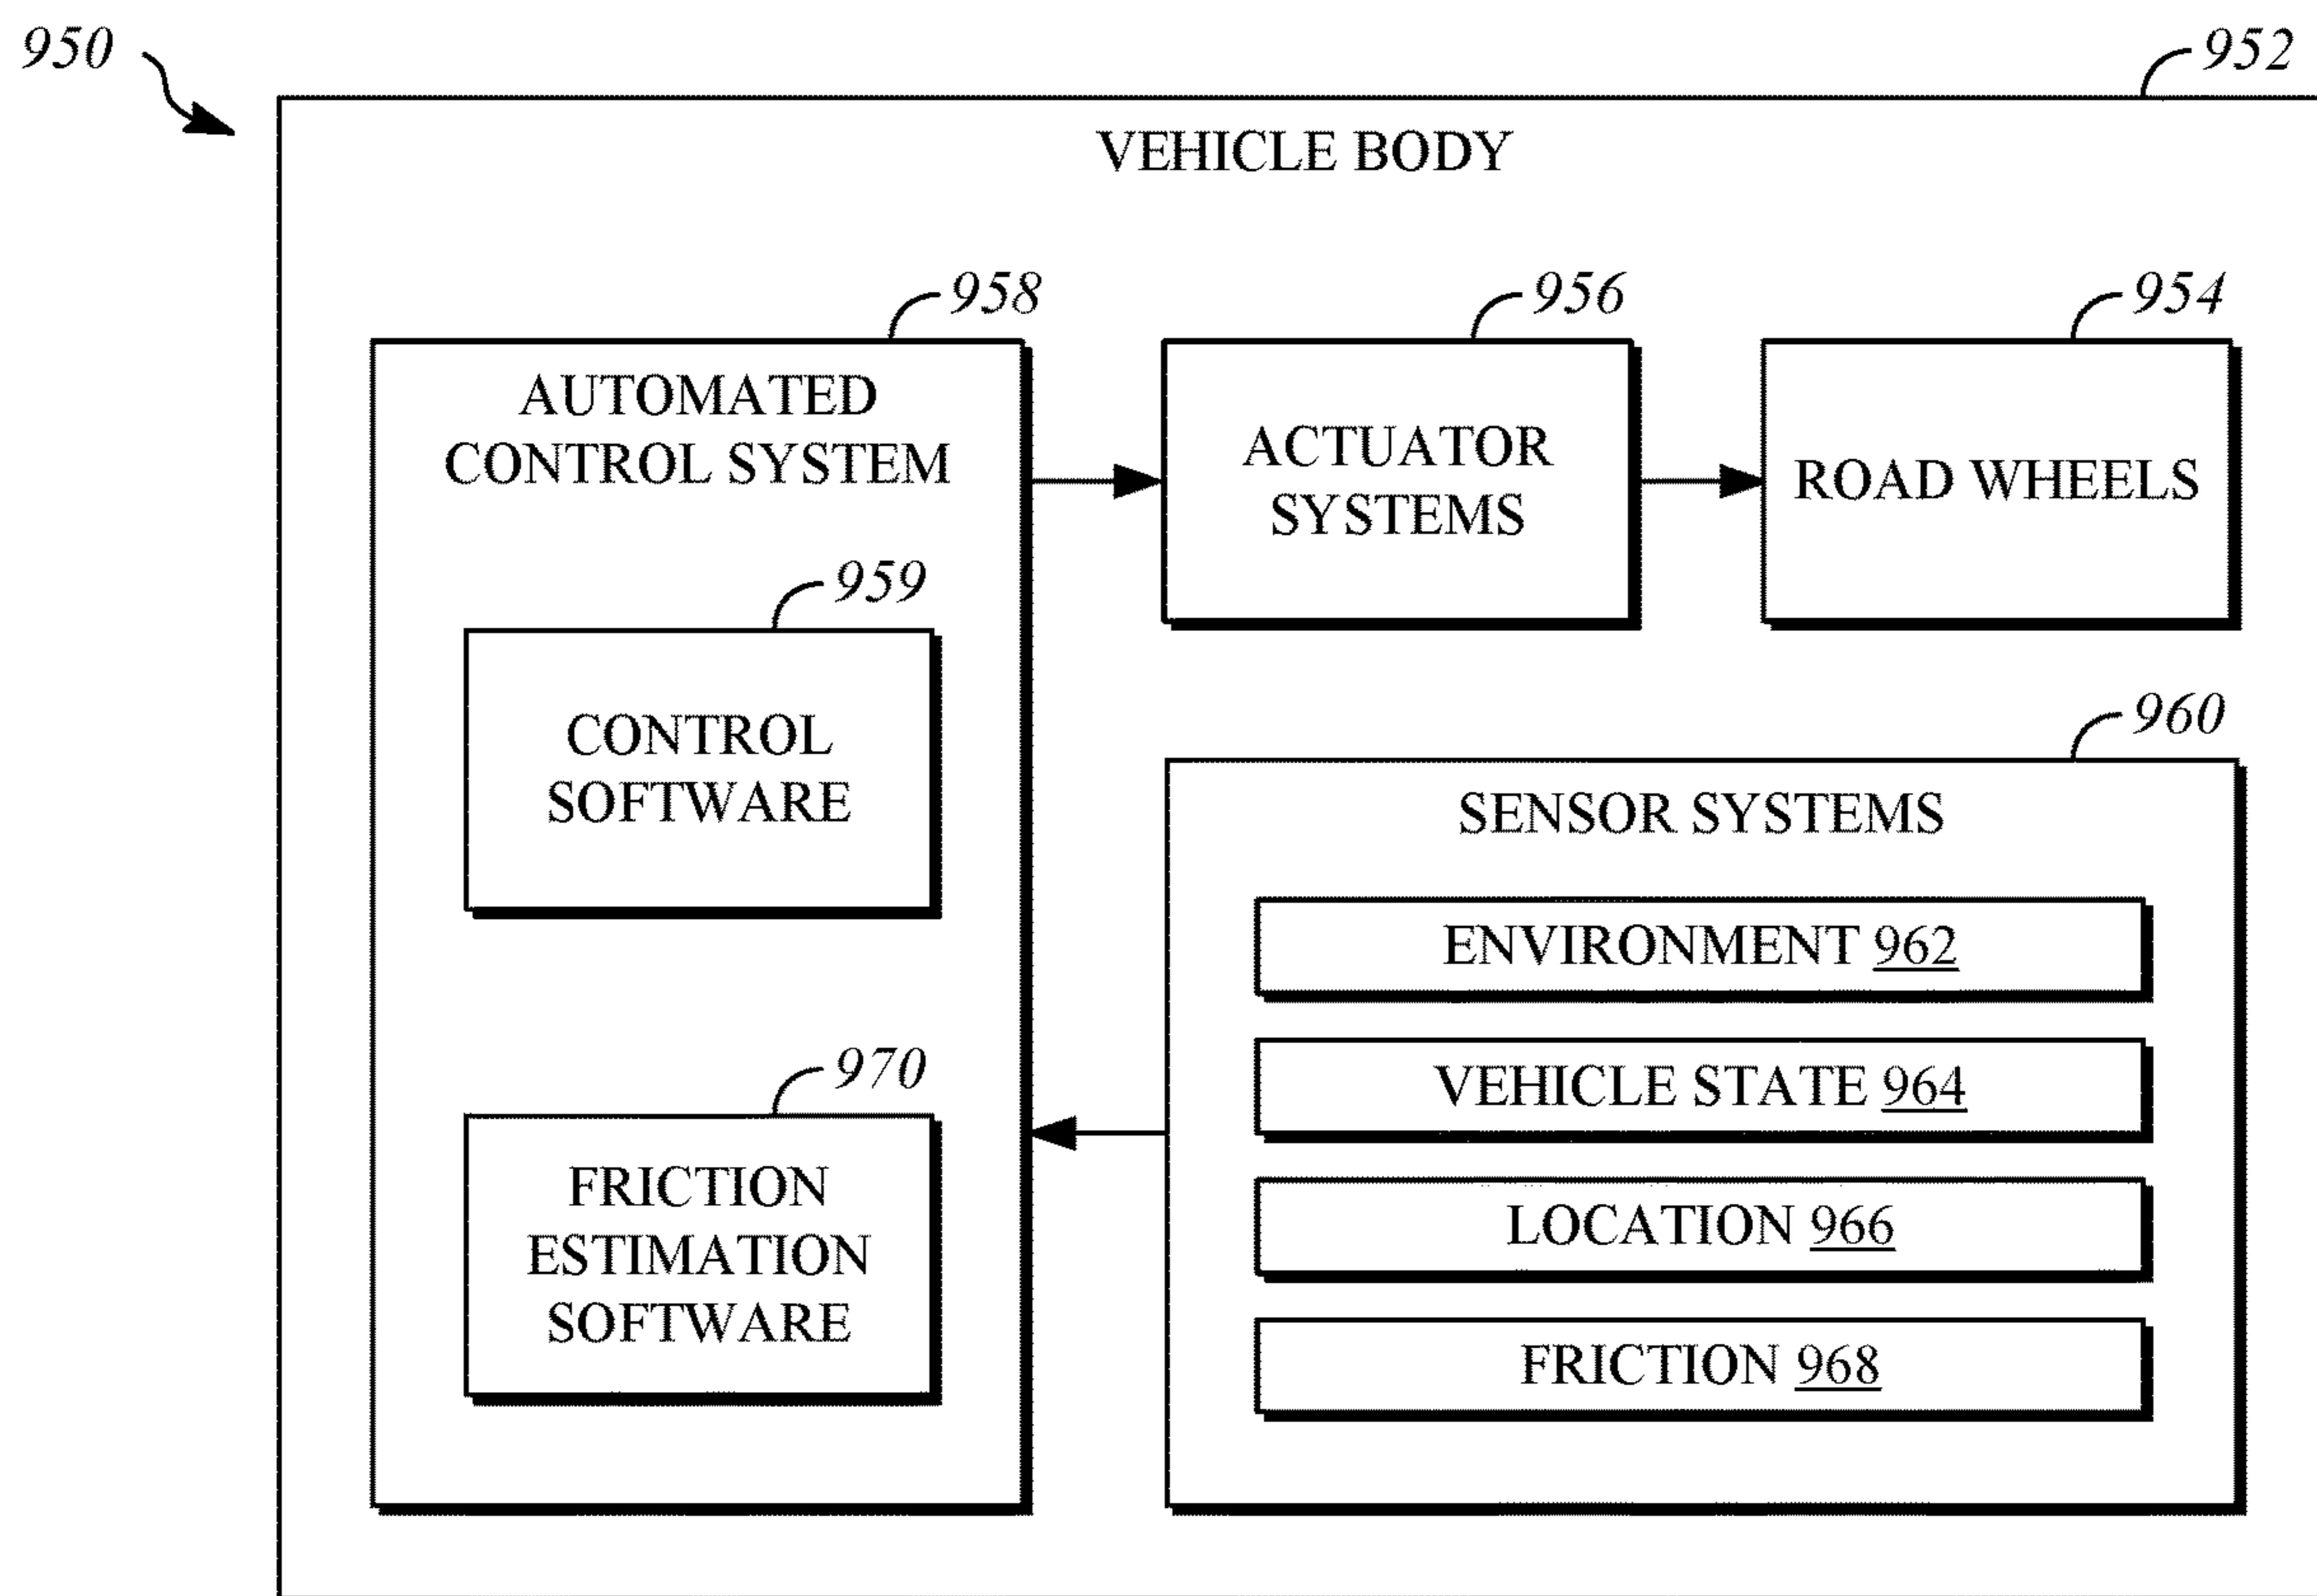 950
952
VEHICLE BODY
958
956
954
AUTOMATED
CONTROL SYSTEM
ACTUATOR
SYSTEMS
ROAD WHEELS
959
CONTROL
SOFTWARE
960
SENSOR SYSTEMS
ENVIRONMENT 962
VEHICLE STATE 964
LOCATION 966
FRICTION 968
970
FRICTION
ESTIMATION
SOFTWARE